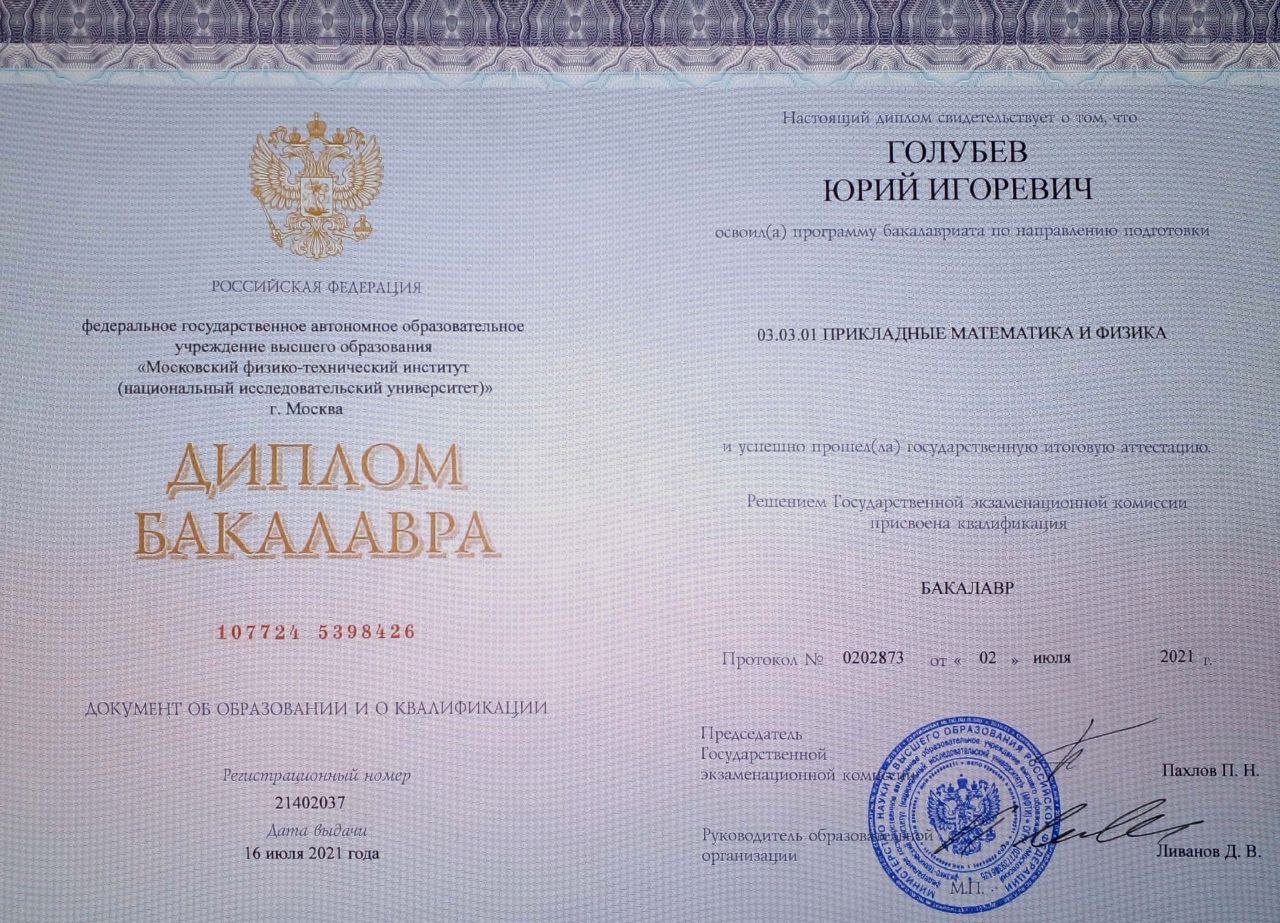 РОССИЙСКАЯ ФЕДЕРАЦИЯ
федеральное государственное автономное образовательное
учреждение высшего образования
«Московский физико-технический институт
(национальный исследовательский университет)»
г. Москва
ДИПЛОМ
БАКАЛАВРА
107724 5398426
ДОКУМЕНТ ОБ ОБРАЗОВАНИИ И О КВАЛИФИКАЦИИ
Регистрационный номер
21402037
Дата выдачи
16 июля 2021 года
Настоящий диплом свидетельствует о том, что
ГОЛУБЕВ
ЮРИЙ ИГОРЕВИЧ
освоил(а) программу бакалавриата по направлению подготовки
03.03.01 ПРИКЛАДНЫЕ МАТЕМАТИКА И ФИЗИКА
и успешно прошел(ла) государственную итоговую аттестацию.
Решением Государственной экзаменационной комиссии
присвоена квалификация
БАКАЛАВР
Протокол № 0202873 от « 02 » июля 2021 г.
Председатель
Государственной
экзаменационной комиссии
Пахлов П. Н.
Руководитель образовательной
организации
Ливанов Д. В.
М.П.
МИНИСТЕРСТВО НАУКИ И ВЫСШЕГО ОБРАЗОВАНИЯ РОССИЙСКОЙ ФЕДЕРАЦИИ